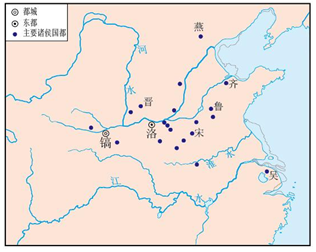 都城
东都
主要诸侯国都
燕
河
水
晋
齐
鲁
镐
洛
宋
淮
水
吴
江
水